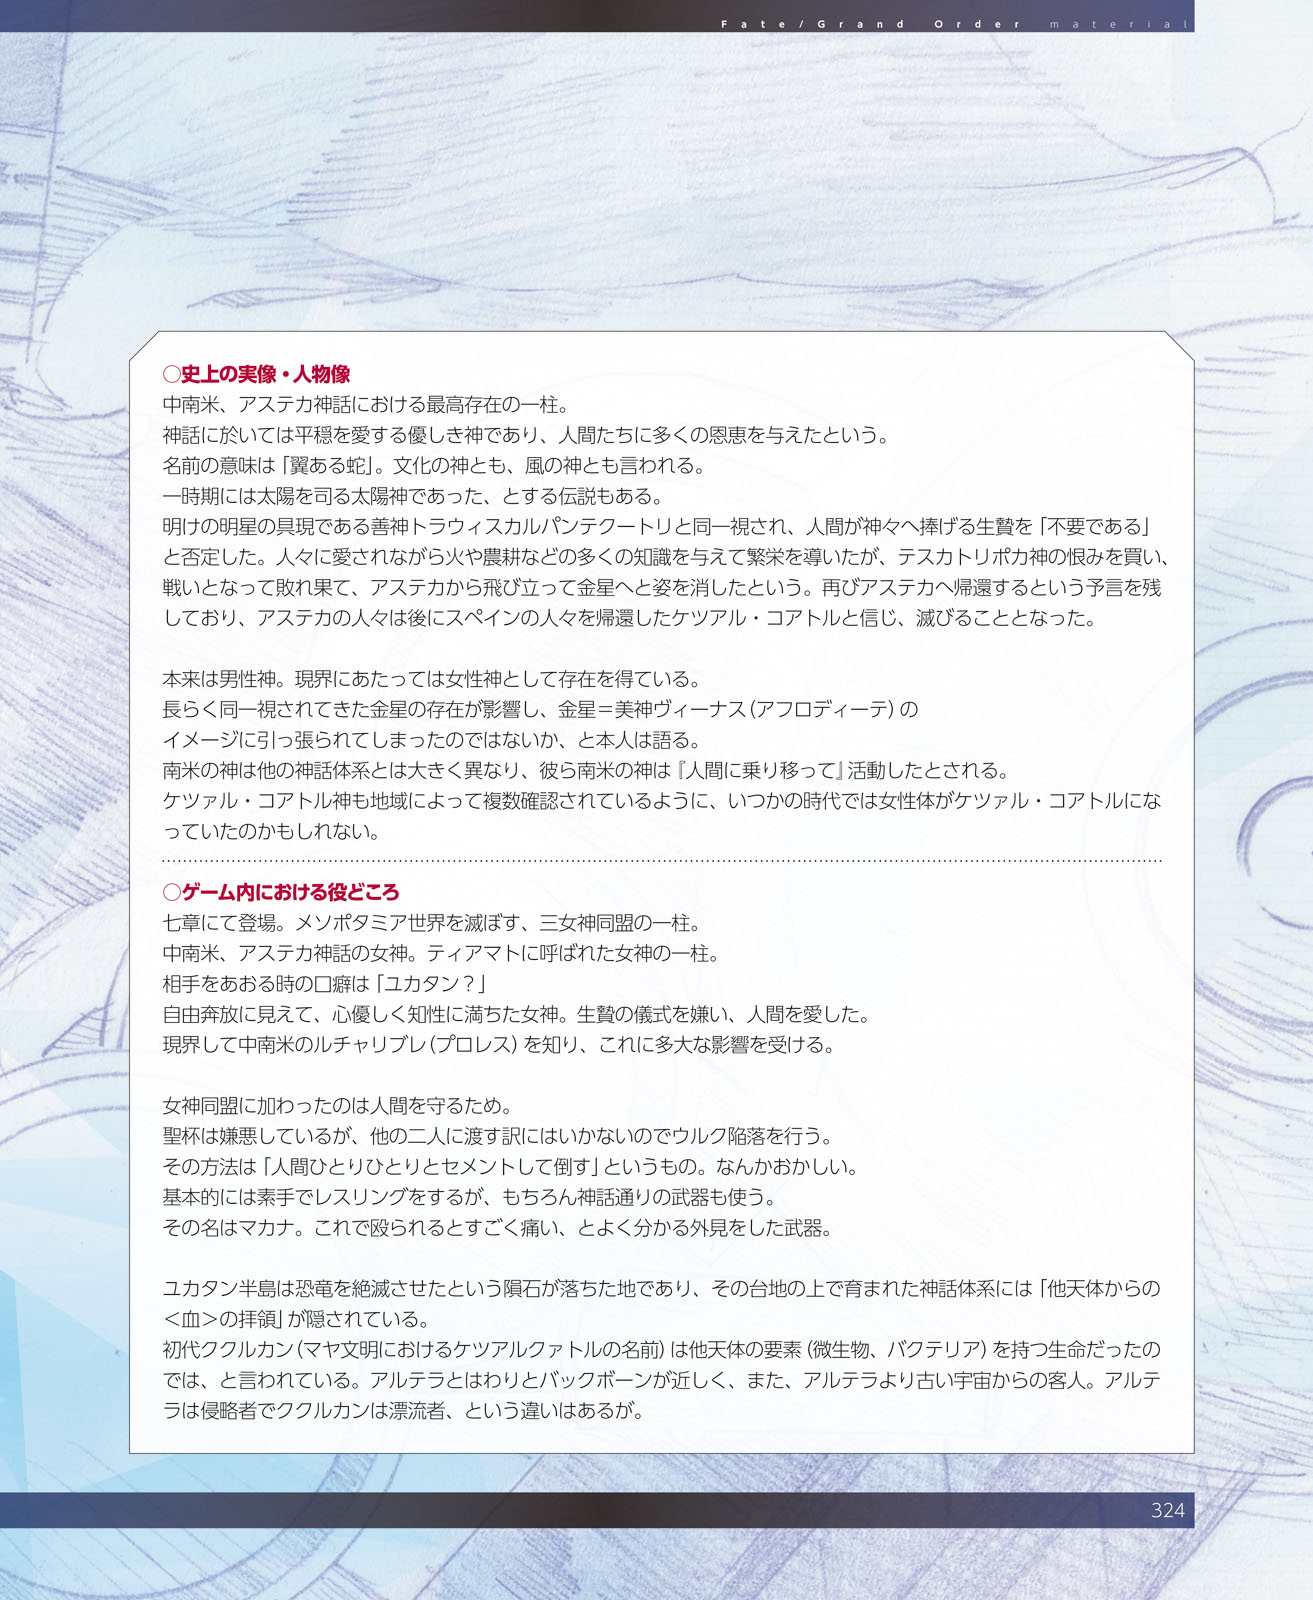 Fate/Grand Order material
○史上の実像・人物像
中南米、アステカ神話における最高存在の一柱。
神話に於いては平穏を愛する優しき神であり、人間たちに多くの恩恵を与えたという。
名前の意味は「翼ある蛇」。文化の神とも、風の神とも言われる。
一時期には太陽を司る太陽神であった、とする伝説もある。
明けの明星の具現である善神トラウィスカルパンテクートリと同一視され、人間が神々へ捧げる生贄を「不要である」
と否定した。人々に愛されながら火や農耕などの多くの知識を与えて繁栄を導いたが、テスカトリポカ神の恨みを買い、
戦いとなって敗れ果て、アステカから飛び立って金星へと姿を消したという。再びアステカへ帰還するという予言を残
しており、アステカの人々は後にスペインの人々を帰還したケツアル・コアトルと信じ、滅びることとなった。
本来は男性神。現界にあたっては女性神として存在を得ている。
長らく同一視されてきた金星の存在が影響し、金星＝美神ヴィーナス（アフロディーテ）の
イメージに引っ張られてしまったのではないか、と本人は語る。
南米の神は他の神話体系とは大きく異なり、彼ら南米の神は『人間に乗り移って』活動したとされる。
ケツァル・コアトル神も地域によって複数確認されているように、いつかの時代では女性体がケツァル・コアトルにな
っていたのかもしれない。
○ゲーム内における役どころ
七章にて登場。メソポタミア世界を滅ぼす、三女神同盟の一柱。
中南米、アステカ神話の女神。ティアマトに呼ばれた女神の一柱。
相手をあおる時の口癖は「ユカタン？」
自由奔放に見えて、心優しく知性に満ちた女神。生贄の儀式を嫌い、人間を愛した。
現界して中南米のルチャリブレ（プロレス）を知り、これに多大な影響を受ける。
女神同盟に加わったのは人間を守るため。
聖杯は嫌悪しているが、他の二人に渡す訳にはいかないのでウルク陥落を行う。
その方法は「人間ひとりひとりとセメントして倒す」というもの。なんかおかしい。
基本的には素手でレスリングをするが、もちろん神話通りの武器も使う。
その名はマカナ。これで殴られるとすごく痛い、とよく分かる外見をした武器。
ユカタン半島は恐竜を絶滅させたという隕石が落ちた地であり、その台地の上で育まれた神話体系には「他天体からの
＜血＞の拝領」が隠されている。
初代ククルカン（マヤ文明におけるケツアルクァトルの名前）は他天体の要素（微生物、バクテリア）を持つ生命だったの
では、と言われている。アルテラとはわりとバックボーンが近しく、また、アルテラより古い宇宙からの客人。アルテ
ラは侵略者でククルカンは漂流者、という違いはあるが。
324